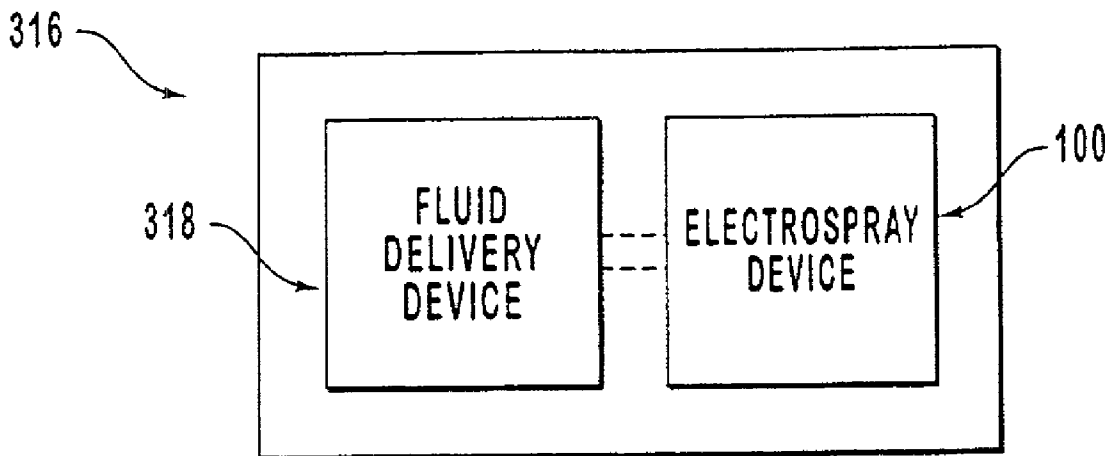 316
318
FLUID
DELIVERY
DEVICE
ELECTROSPRAY
DEVICE
100